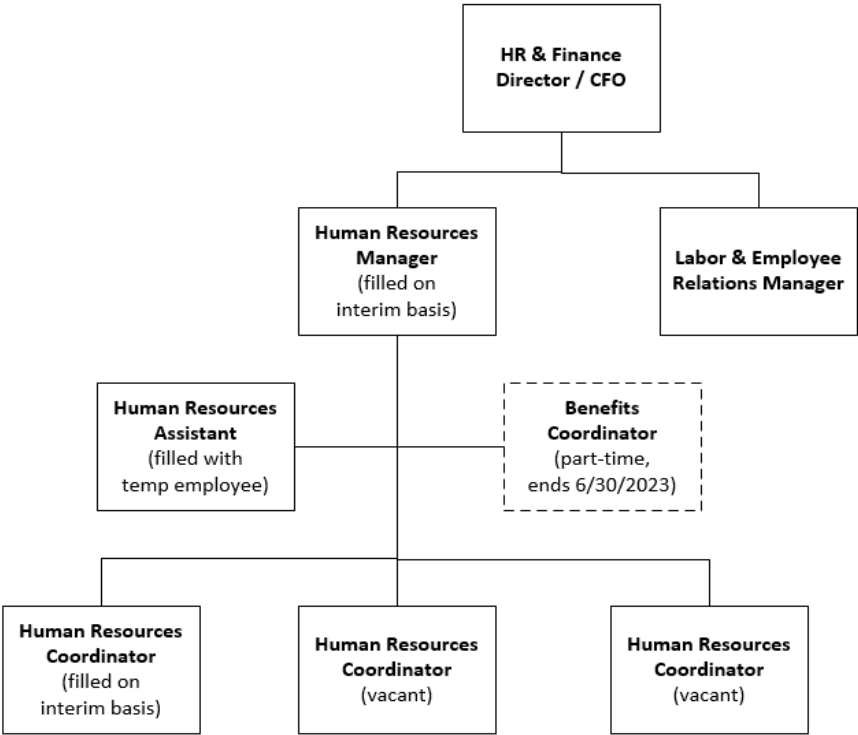 HR & Finance
Director / CFO
Human Resources
Manager
(filled on
interim basis)
Labor & Employee
Relations Manager
Human Resources
Assistant
(filled with
temp employee)
Benefits
Coordinator
(part-time,
ends 6/30/2023)
Human Resources
Coordinator
(filled on
interim basis)
Human Resources
Coordinator
(vacant)
Human Resources
Coordinator
(vacant)